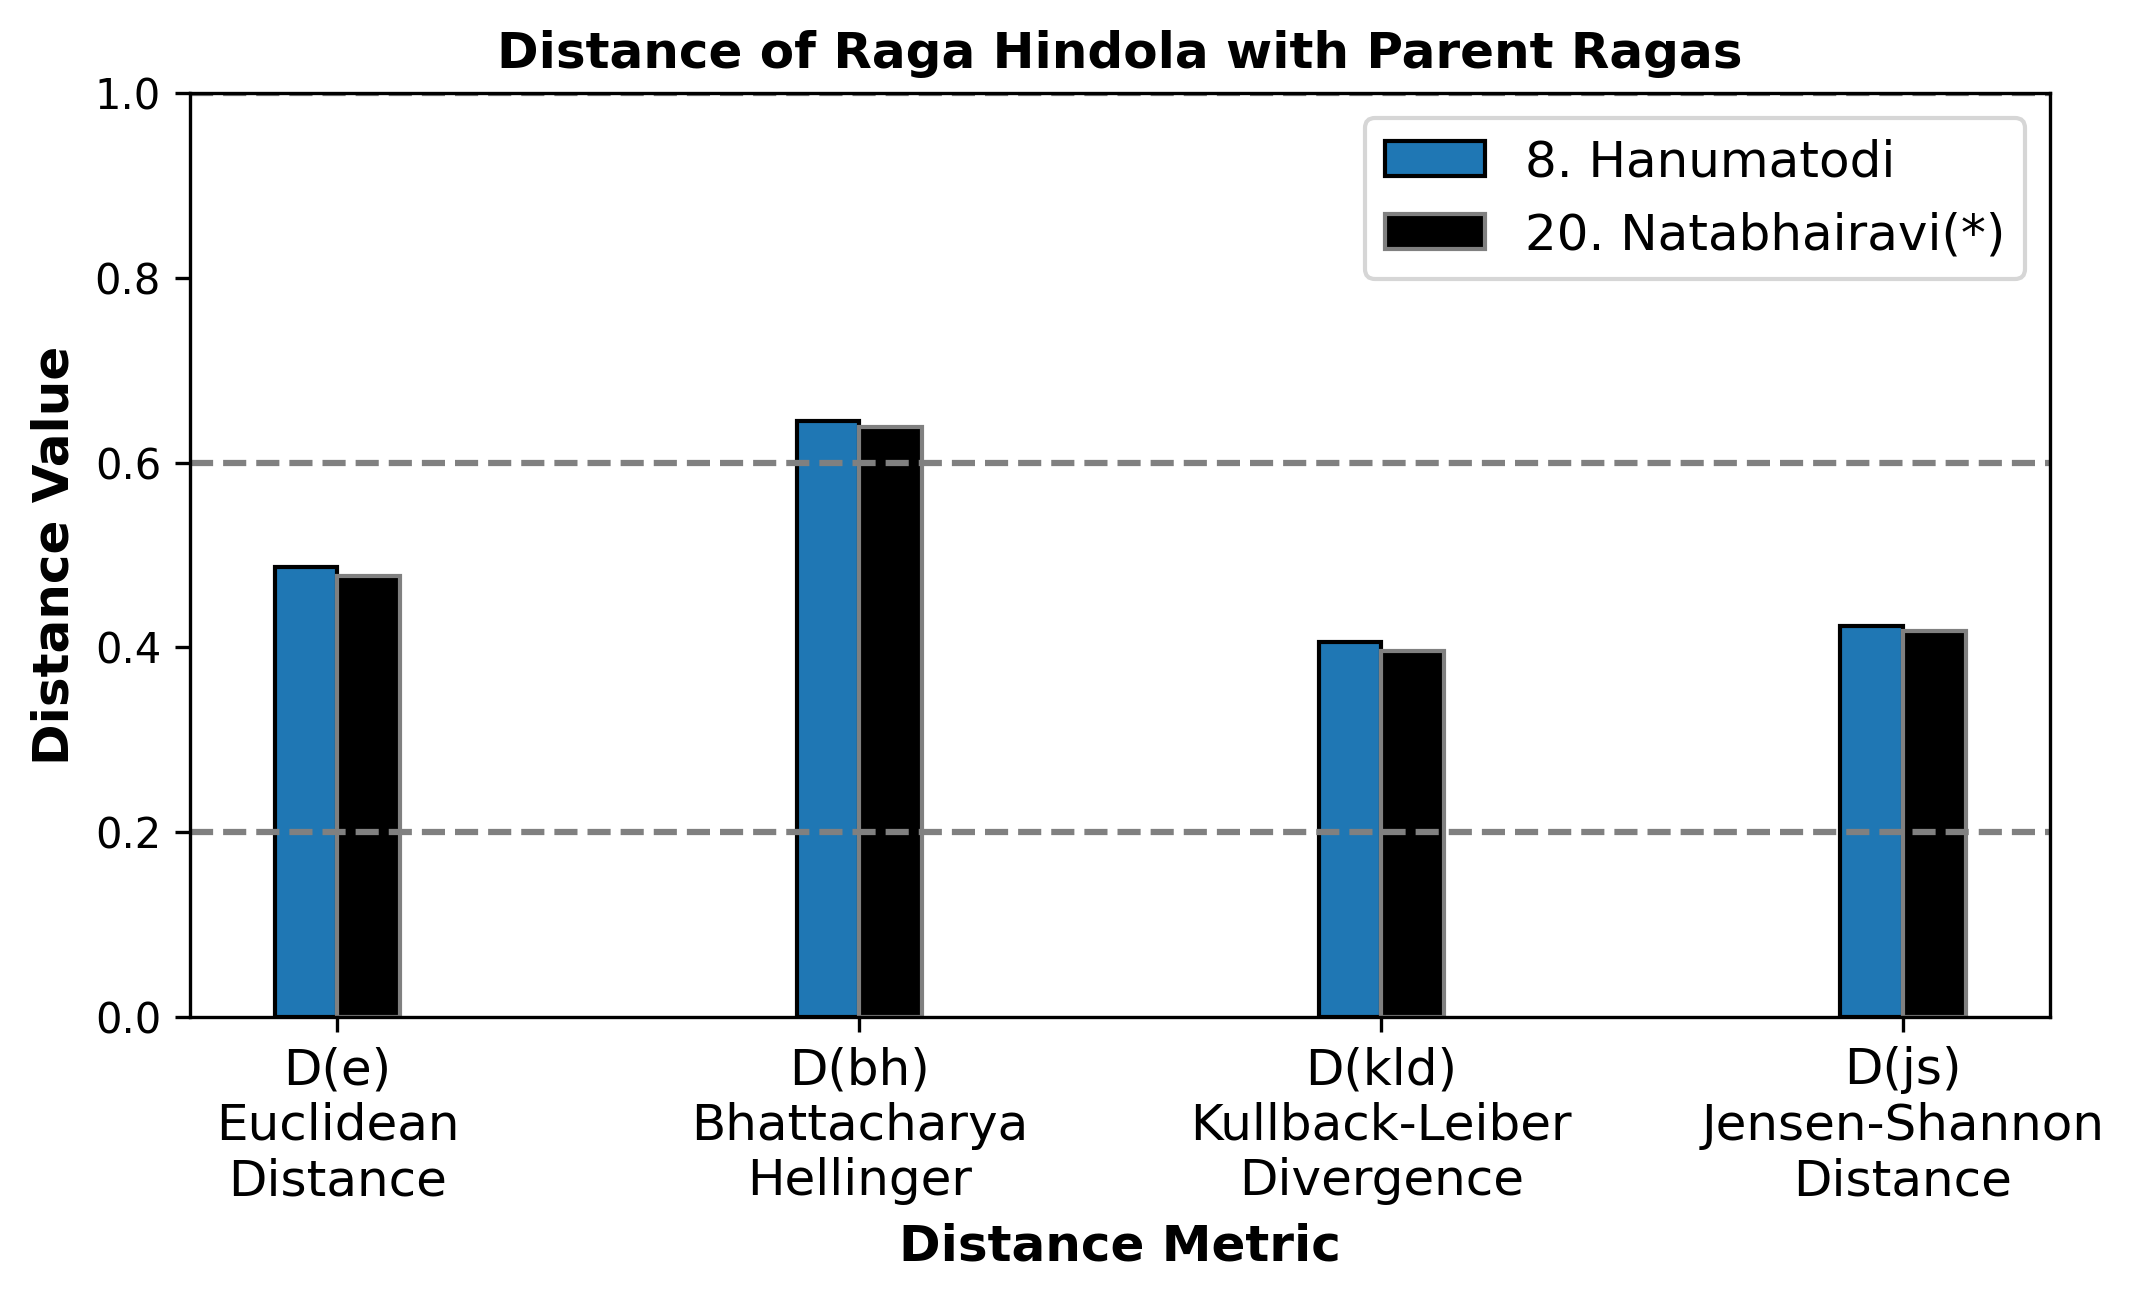 Distance of Raga Hindola with Parent Ragas
1.0
0.8
0.6
0.4
0.2
0.0
Distance Value
8. Hanumatodi
20. Natabhairavi(*)
D(e)
Euclidean
Distance
D(bh)
Bhattacharya
Hellinger
D(kld)
Kullback-Leiber
Divergence
D(js)
Jensen-Shannon
Distance
Distance Metric